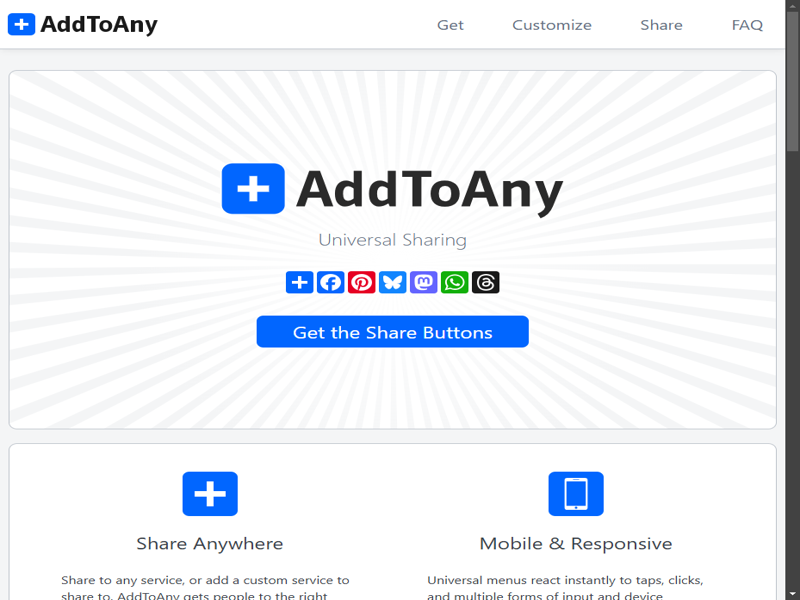 AddToAny
Get
Customize
Share
FAQ
AddToAny
Universal Sharing
Get the Share Buttons
Share Anywhere
Share to any service, or add a custom service to
share to. AddToAny gets people to the right
Mobile & Responsive
Universal menus react instantly to taps, clicks,
and multiple forms of input and device